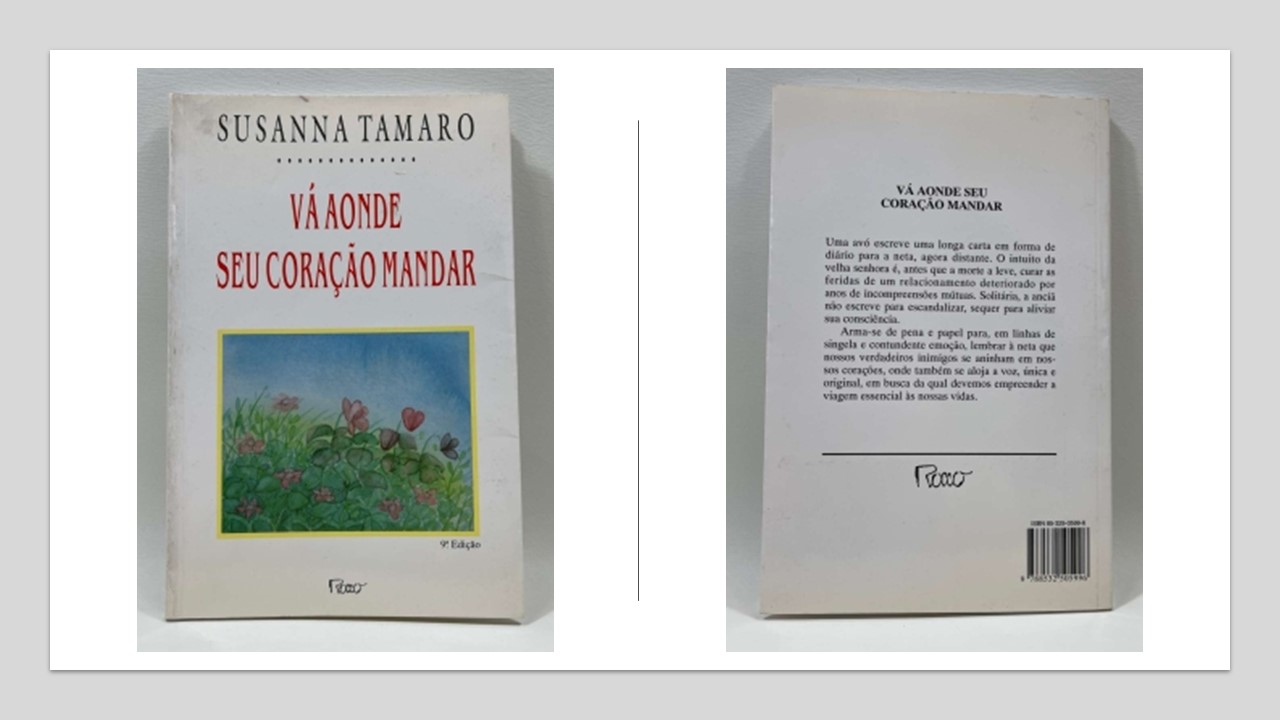 SUSANNA TAMARO
VÁ AONDE
SEU CORAÇÃO MANDAR
9ª Edição
Rocco
VÁ AONDE SEU
CORAÇÃO MANDAR
Uma avó escreve uma longa carta em forma de
diário para a neta, agora distante. O intuito da
velha senhora é, antes que a morte a leve, curar as
feridas de um relacionamento deteriorado por
anos de incompreensões mútuas. Solitária, a anciã
não escreve para escandalizar, sequer para aliviar
sua consciência.
Arma-se de pena e papel para, em linhas de
singela e contundente emoção, lembrar à neta que
nossos verdadeiros inimigos se aninham em nos-
sos corações, onde também se aloja a voz, única e
original, em busca da qual devemos empreender a
viagem essencial às nossas vidas.
Rocco
ISBN
9 788532 505996